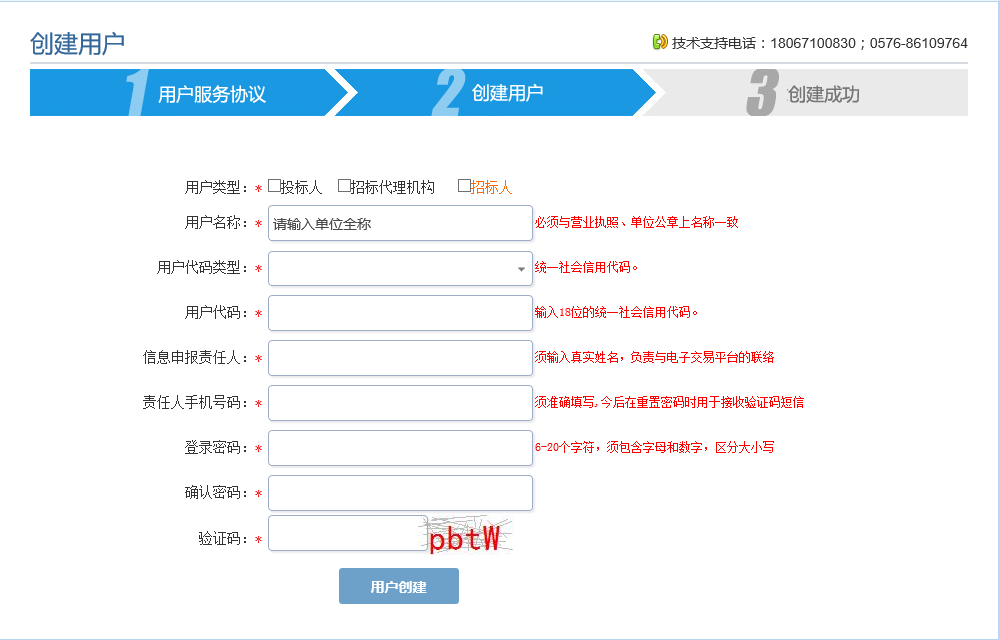 创建用户
技术支持电话：18067100830；0576-86109764
1 用户服务协议 2 创建用户 3 创建成功
用户类型：* 投标人 招标代理机构 招标人
用户名称：* 请输入单位全称 必须与营业执照、单位公章上名称一致
用户代码类型：* 统一社会信用代码。
用户代码：* 输入18位的统一社会信用代码。
信息申报责任人：* 须输入真实姓名，负责与电子交易平台的联络
责任人手机号码：* 须准确填写,今后在重置密码时用于接收验证码短信
登录密码：* 6-20个字符，须包含字母和数字，区分大小写
确认密码：*
验证码：* pbtW
用户创建